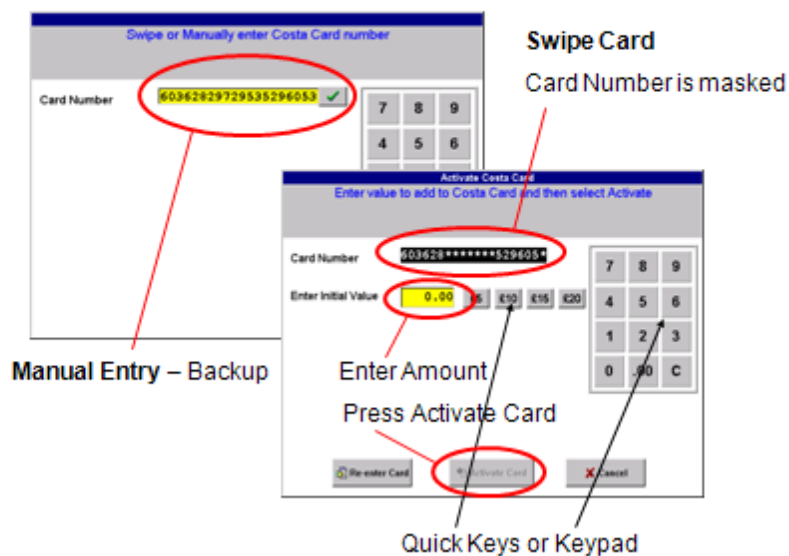 Swipe or Manually enter Costa Card number
Card Number 60362829729535296053
7 8 9
4 5 6
Swipe Card
Card Number is masked
Activate Costa Card
Enter value to add to Costa Card and then select Activate
Card Number 603628*******529605*
Enter Initial Value 0.00 £5 £10 £15 £20
7 8 9
4 5 6
1 2 3
0 .00 C
Manual Entry – Backup
Enter Amount
Press Activate Card
Re-enter Card Activate Card Cancel
Quick Keys or Keypad